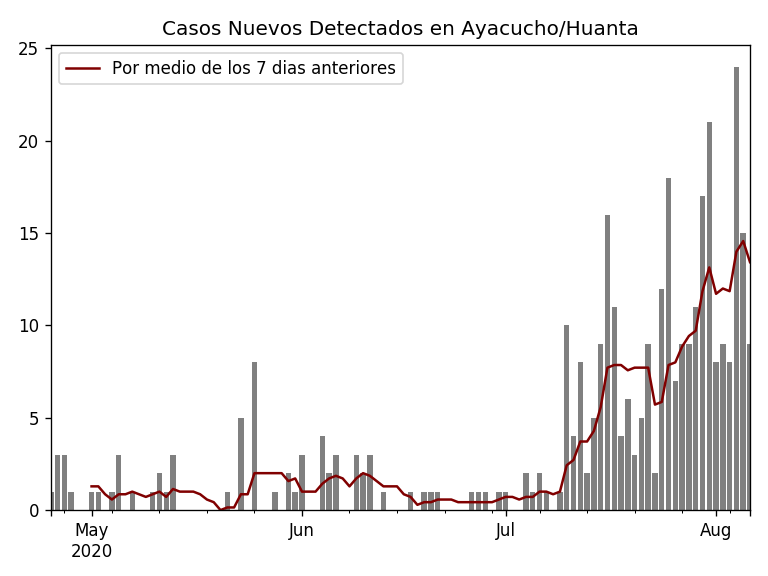 Casos Nuevos Detectados en Ayacucho/Huanta
Por medio de los 7 dias anteriores
25
20
15
10
5
0
May Jun Jul Aug
2020